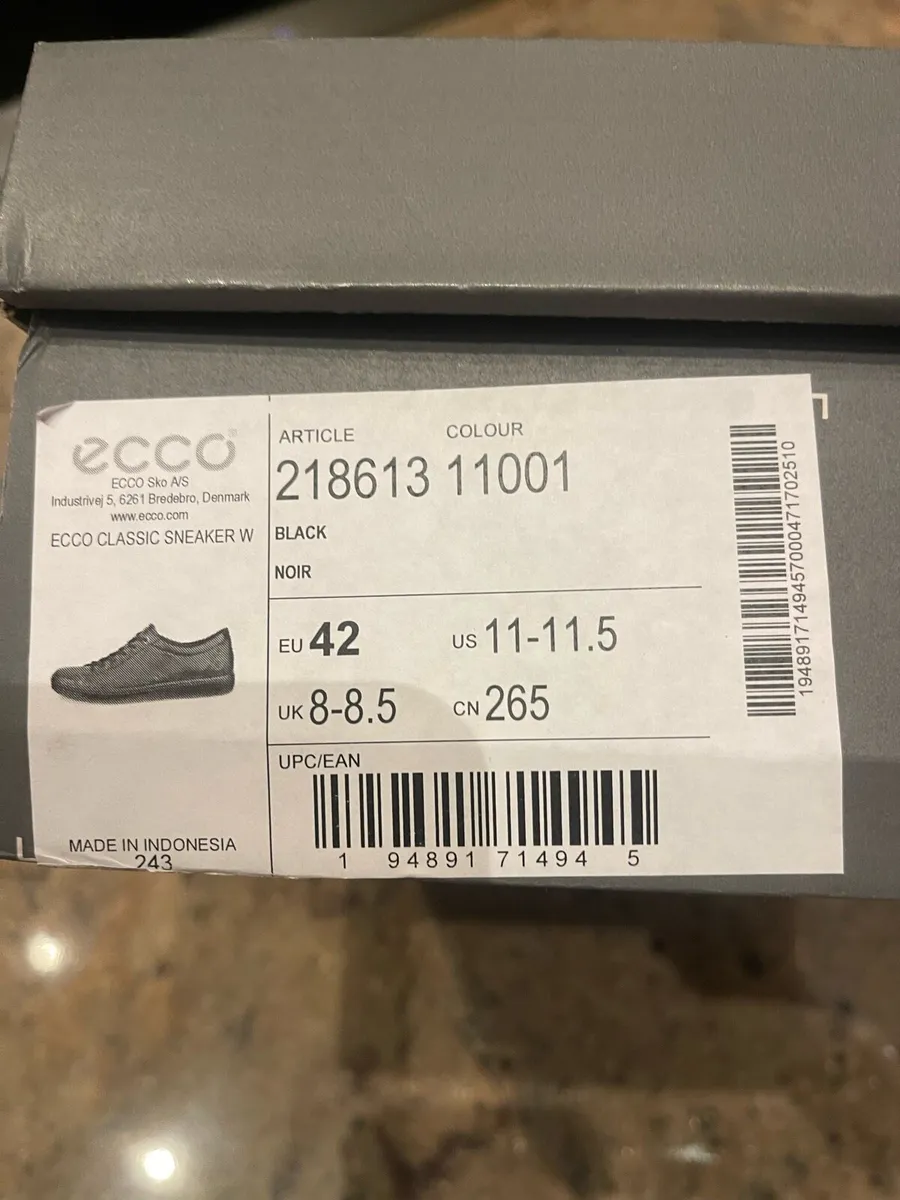 ecco
ECCO Sko A/S
Industrivej 5, 6261 Bredebro, Denmark
www.ecco.com
ECCO CLASSIC SNEAKER W
MADE IN INDONESIA
243
ARTICLE COLOUR
218613 11001
BLACK
NOIR
EU 42 US 11-11.5
UK 8-8.5 CN 265
UPC/EAN
1 94891 71494 5
1948917149457000471702510